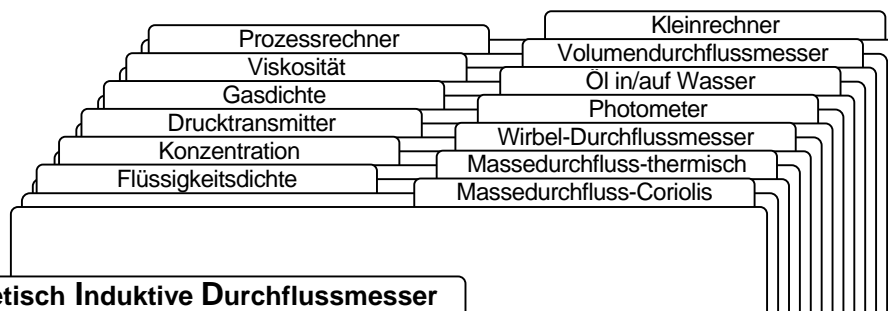 Kleinrechner
Prozessrechner
Volumendurchflussmesser
Viskosität
Öl in/auf Wasser
Gasdichte
Photometer
Drucktransmitter
Wirbel-Durchflussmesser
Konzentration
Massedurchfluss-thermisch
Flüssigkeitsdichte
Massedurchfluss-Coriolis
Induktive Durchflussmesser